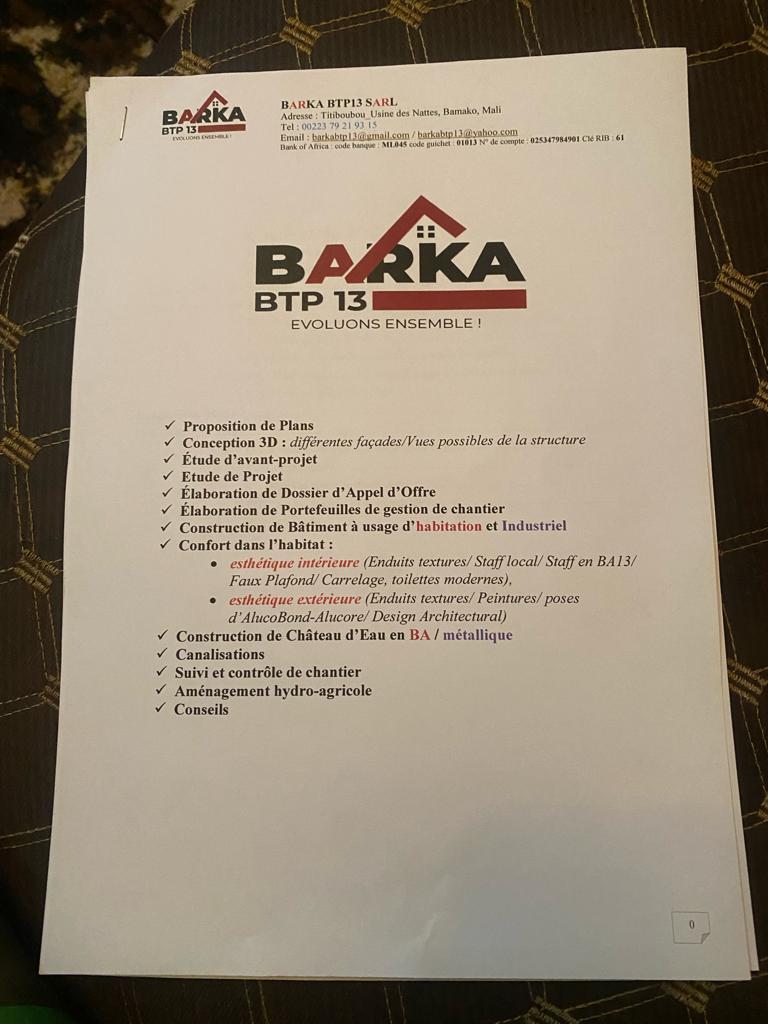 BARKA
BTP 13
EVOLUONS ENSEMBLE !
BARKA BTP13 SARL
Adresse : Titibougou_Usine des Nattes, Bamako, Mali
Tel : 00223 79 21 93 15
Email : barkabtp13@gmail.com / barkabtp13@yahoo.com
Bank of Africa : code banque : ML045 code guichet : 01013 N° de compte : 025347984901 Clé RIB : 61
BARKA
BTP 13
EVOLUONS ENSEMBLE !
✓ Proposition de Plans
✓ Conception 3D : différentes façades/Vues possibles de la structure
✓ Étude d'avant-projet
✓ Etude de Projet
✓ Élaboration de Dossier d'Appel d'Offre
✓ Élaboration de Portefeuilles de gestion de chantier
✓ Construction de Bâtiment à usage d'habitation et Industriel
✓ Confort dans l'habitat :
• esthétique intérieure (Enduits textures/ Staff local/ Staff en BA13/
Faux Plafond/ Carrelage, toilettes modernes),
• esthétique extérieure (Enduits textures/ Peintures/ poses
d'AlucoBond-Alucore/ Design Architectural)
✓ Construction de Château d'Eau en BA / métallique
✓ Canalisations
✓ Suivi et contrôle de chantier
✓ Aménagement hydro-agricole
✓ Conseils
0